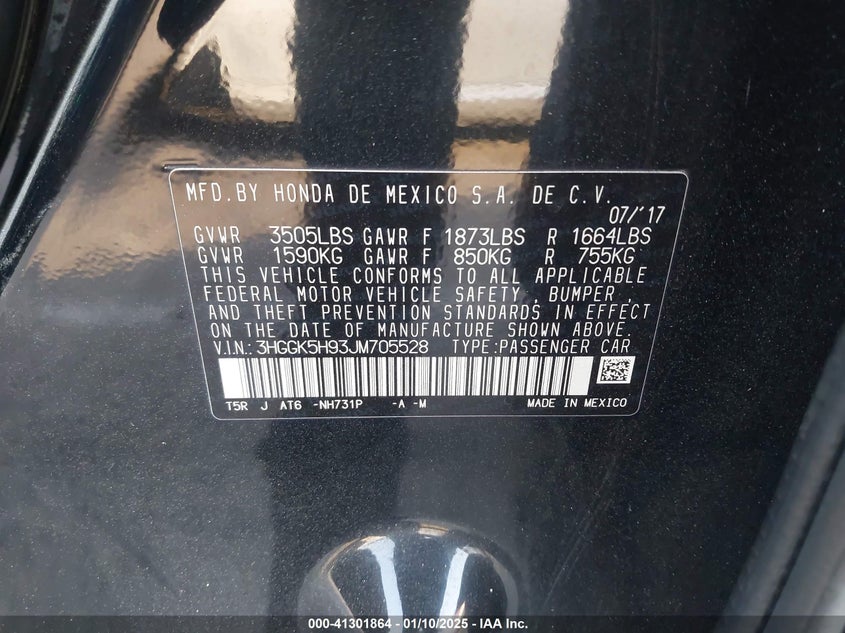 MFD. BY HONDA DE MEXICO S.A. DE C.V.
07/'17
GVWR 3505LBS GAWR F 1873LBS R 1664LBS
GVWR 1590KG GAWR F 850KG R 755KG
THIS VEHICLE CONFORMS TO ALL APPLICABLE
FEDERAL MOTOR VEHICLE SAFETY , BUMPER ,
AND THEFT PREVENTION STANDARDS IN EFFECT
ON THE DATE OF MANUFACTURE SHOWN ABOVE.
V.I.N.: 3HGGK5H93JM705528 TYPE:PASSENGER CAR
T5R J AT6 -NH731P -A -M MADE IN MEXICO
000-41301864 - 01/10/2025 - IAA Inc.